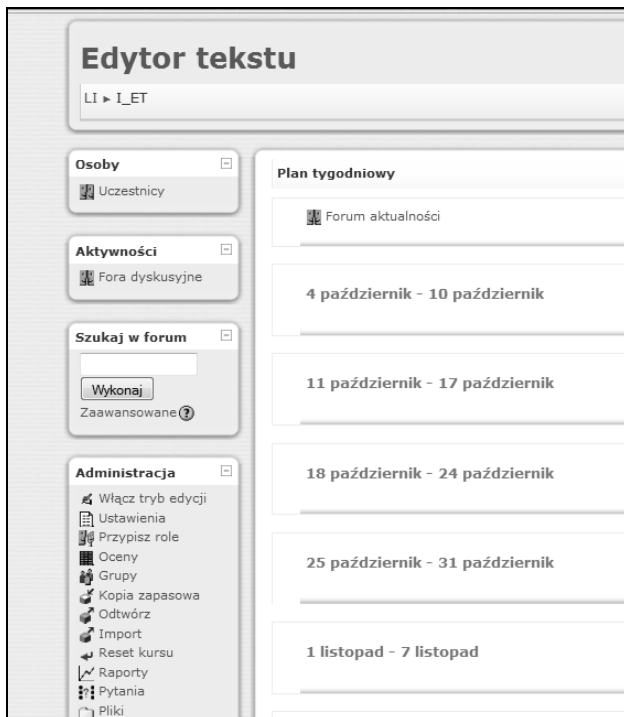 Edytor tekstu
LI ► I_ET
Osoby
Uczestnicy
Aktywności
Fora dyskusyjne
Szukaj w forum
Wykonaj
Zaawansowane ?
Administracja
Włącz tryb edycji
Ustawienia
Przypisz role
Oceny
Grupy
Kopia zapasowa
Odtwórz
Import
Reset kursu
Raporty
Pytania
Pliki
Plan tygodniowy
Forum aktualności
4 październik - 10 październik
11 październik - 17 październik
18 październik - 24 październik
25 październik - 31 październik
1 listopad - 7 listopad